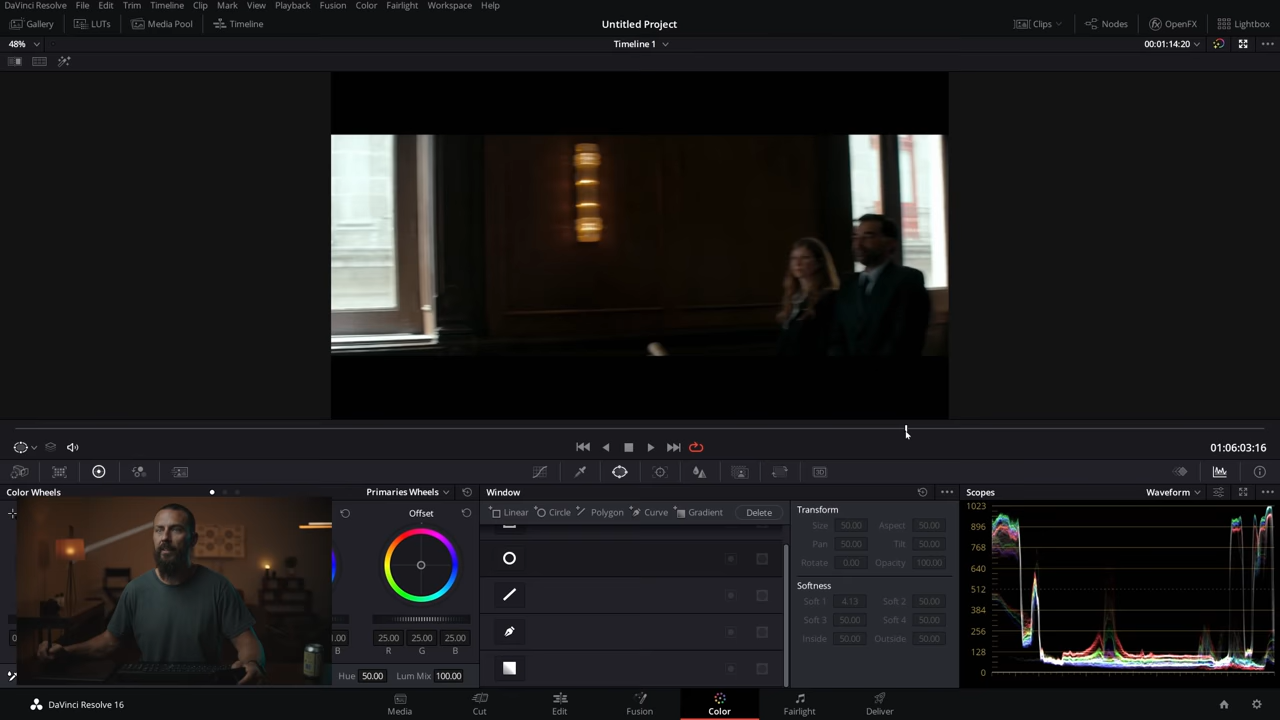 DaVinci Resolve File Edit Trim Timeline Clip Mark View Playback Fusion Color Fairlight Workspace Help
Gallery LUTs Media Pool Timeline Untitled Project Clips Nodes OpenFX Lightbox
48% Timeline 1 00:01:14:20
01:06:03:16
Color Wheels Primaries Wheels Window Scopes Waveform
Offset Linear Circle Polygon Curve Gradient Delete
Transform
Size 50.00 Aspect 50.00
Pan 50.00 Tilt 50.00
Rotate 0.00 Opacity 100.00
Softness
Soft 1 4.13 Soft 2 50.00
Soft 3 50.00 Soft 4 50.00
Inside 50.00 Outside 50.00
25.00 25.00 25.00
B R G B
Hue 50.00 Lum Mix 100.00
1023
896
768
640
512
384
256
128
0
DaVinci Resolve 16
Media Cut Edit Fusion Color Fairlight Deliver